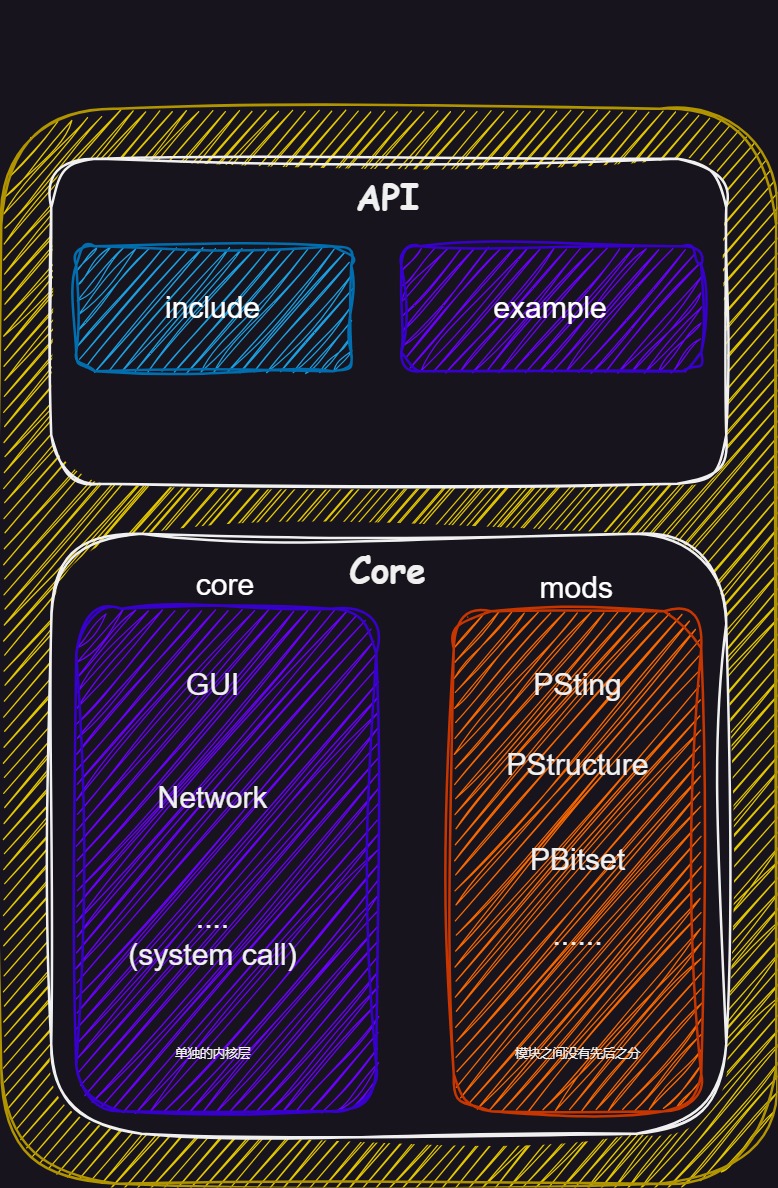 API
include
example
Core
core
mods
GUI
Network
....
(system call)
单独的内核层
PSting
PStructure
PBitset
......
模块之间没有先后之分